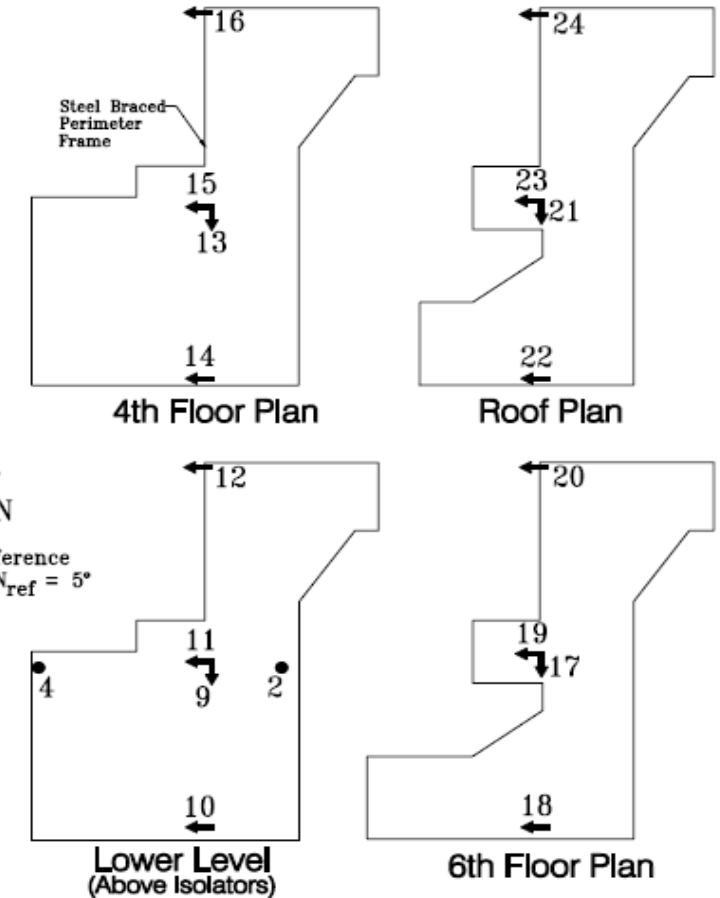 16
24
Steel Braced
Perimeter
Frame
15
13
23
21
14
22
4th Floor Plan
Roof Plan
12
20
N
ference
N_ref = 5°
11
9
4
2
19
17
10
18
Lower Level
(Above Isolators)
6th Floor Plan